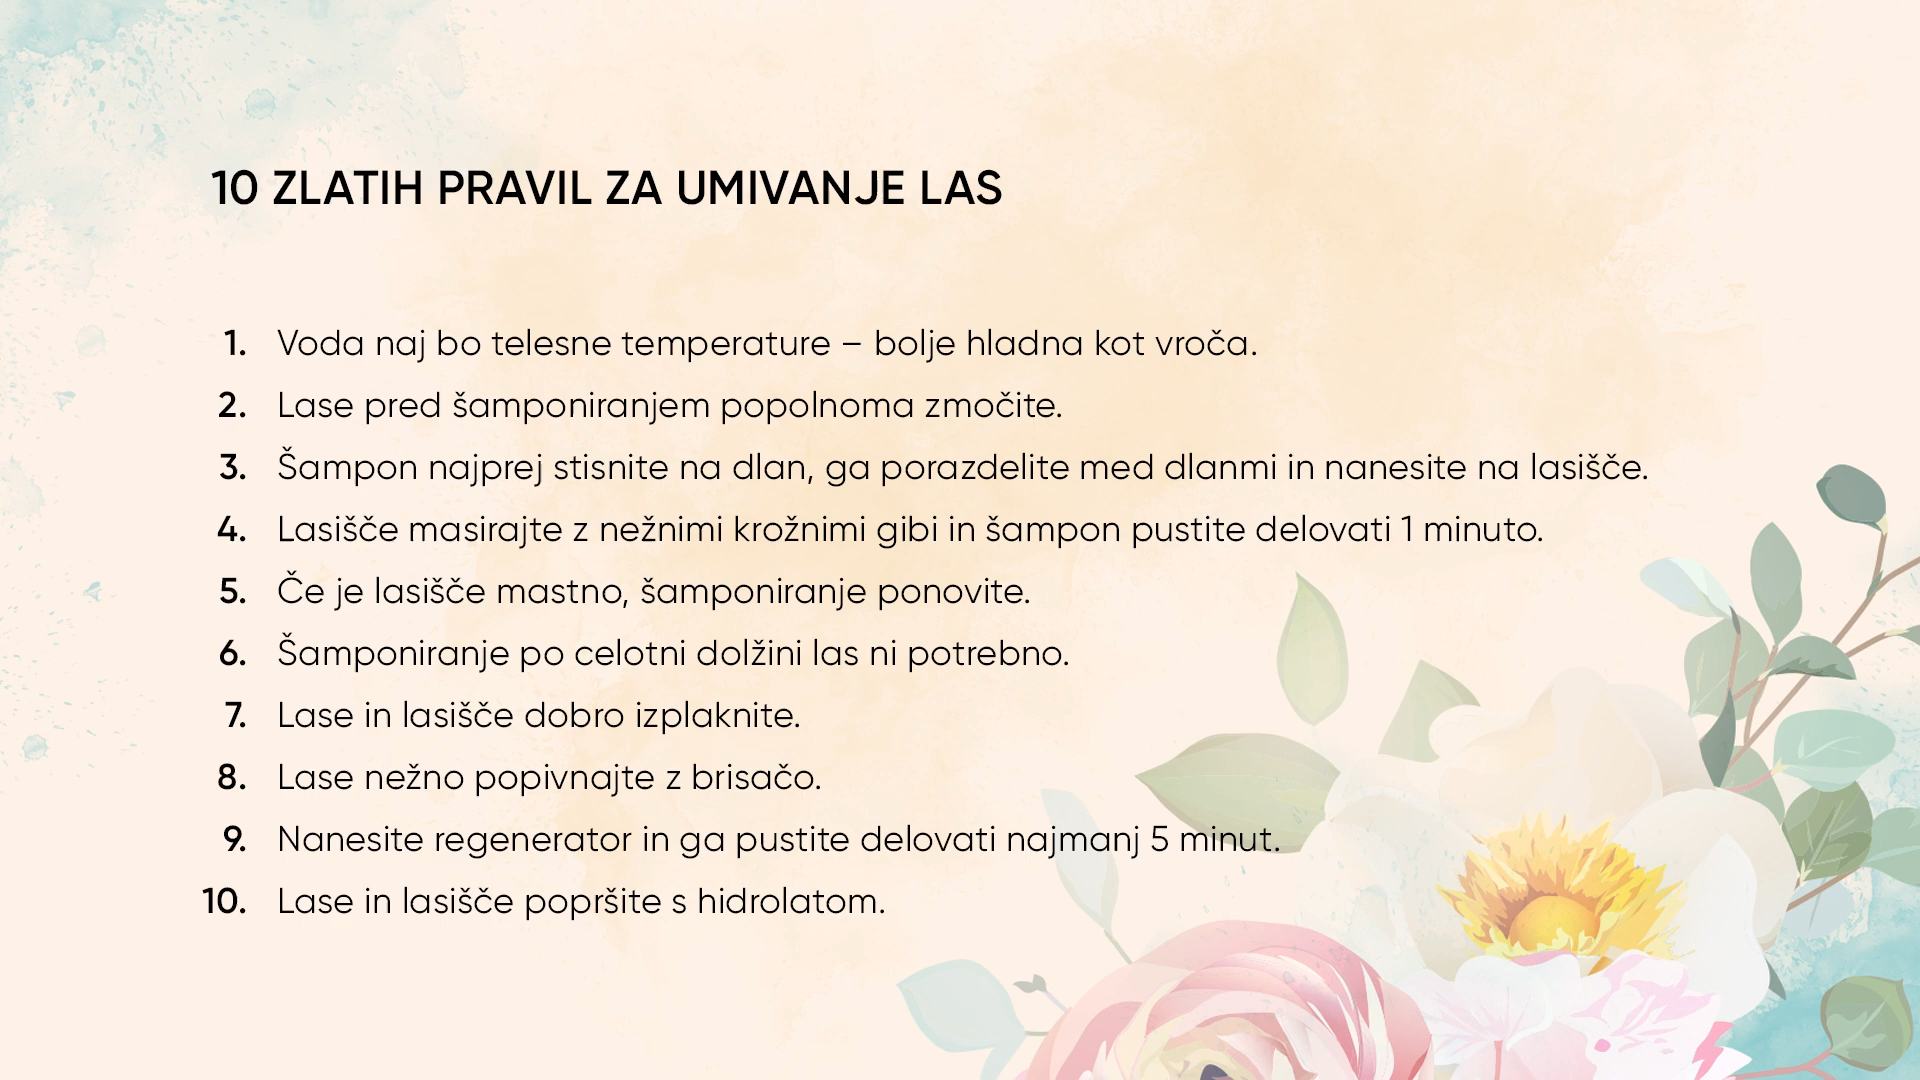 10 ZLATIH PRAVIL ZA UMIVANJE LAS
1. Voda naj bo telesne temperature – bolje hladna kot vroča.
2. Lase pred šamponiranjem popolnoma zmočite.
3. Šampon najprej stisnite na dlan, ga porazdelite med dlanmi in nanesite na lasišče.
4. Lasišče masirajte z nežnimi krožnimi gibi in šampon pustite delovati 1 minuto.
5. Če je lasišče mastno, šamponiranje ponovite.
6. Šamponiranje po celotni dolžini las ni potrebno.
7. Lase in lasišče dobro izplaknite.
8. Lase nežno popivnajte z brisačo.
9. Nanesite regenerator in ga pustite delovati najmanj 5 minut.
10. Lase in lasišče popršite s hidrolatom.